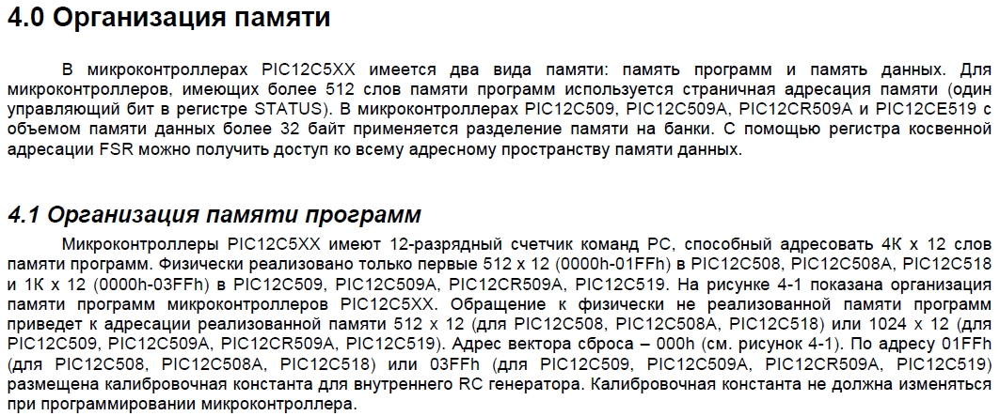 4.0 Организация памяти
В микроконтроллерах PIC12C5XX имеется два вида памяти: память программ и память данных. Для
микроконтроллеров, имеющих более 512 слов памяти программ используется страничная адресация памяти (один
управляющий бит в регистре STATUS). В микроконтроллерах PIC12C509, PIC12C509A, PIC12CR509A и PIC12CE519 с
объемом памяти данных более 32 байт применяется разделение памяти на банки. С помощью регистра косвенной
адресации FSR можно получить доступ ко всему адресному пространству памяти данных.
4.1 Организация памяти программ
Микроконтроллеры PIC12C5XX имеют 12-разрядный счетчик команд PC, способный адресовать 4К x 12 слов
памяти программ. Физически реализовано только первые 512 x 12 (0000h-01FFh) в PIC12C508, PIC12C508A, PIC12C518
и 1К x 12 (0000h-03FFh) в PIC12C509, PIC12C509A, PIC12CR509A, PIC12C519. На рисунке 4-1 показана организация
памяти программ микроконтроллеров PIC12C5XX. Обращение к физически не реализованной памяти программ
приведет к адресации реализованной памяти 512 x 12 (для PIC12C508, PIC12C508A, PIC12C518) или 1024 x 12 (для
PIC12C509, PIC12C509A, PIC12CR509A, PIC12C519). Адрес вектора сброса – 000h (см. рисунок 4-1). По адресу 01FFh
(для PIC12C508, PIC12C508A, PIC12C518) или 03FFh (для PIC12C509, PIC12C509A, PIC12CR509A, PIC12C519)
размещена калибровочная константа для внутреннего RC генератора. Калибровочная константа не должна изменяться
при программировании микроконтроллера.